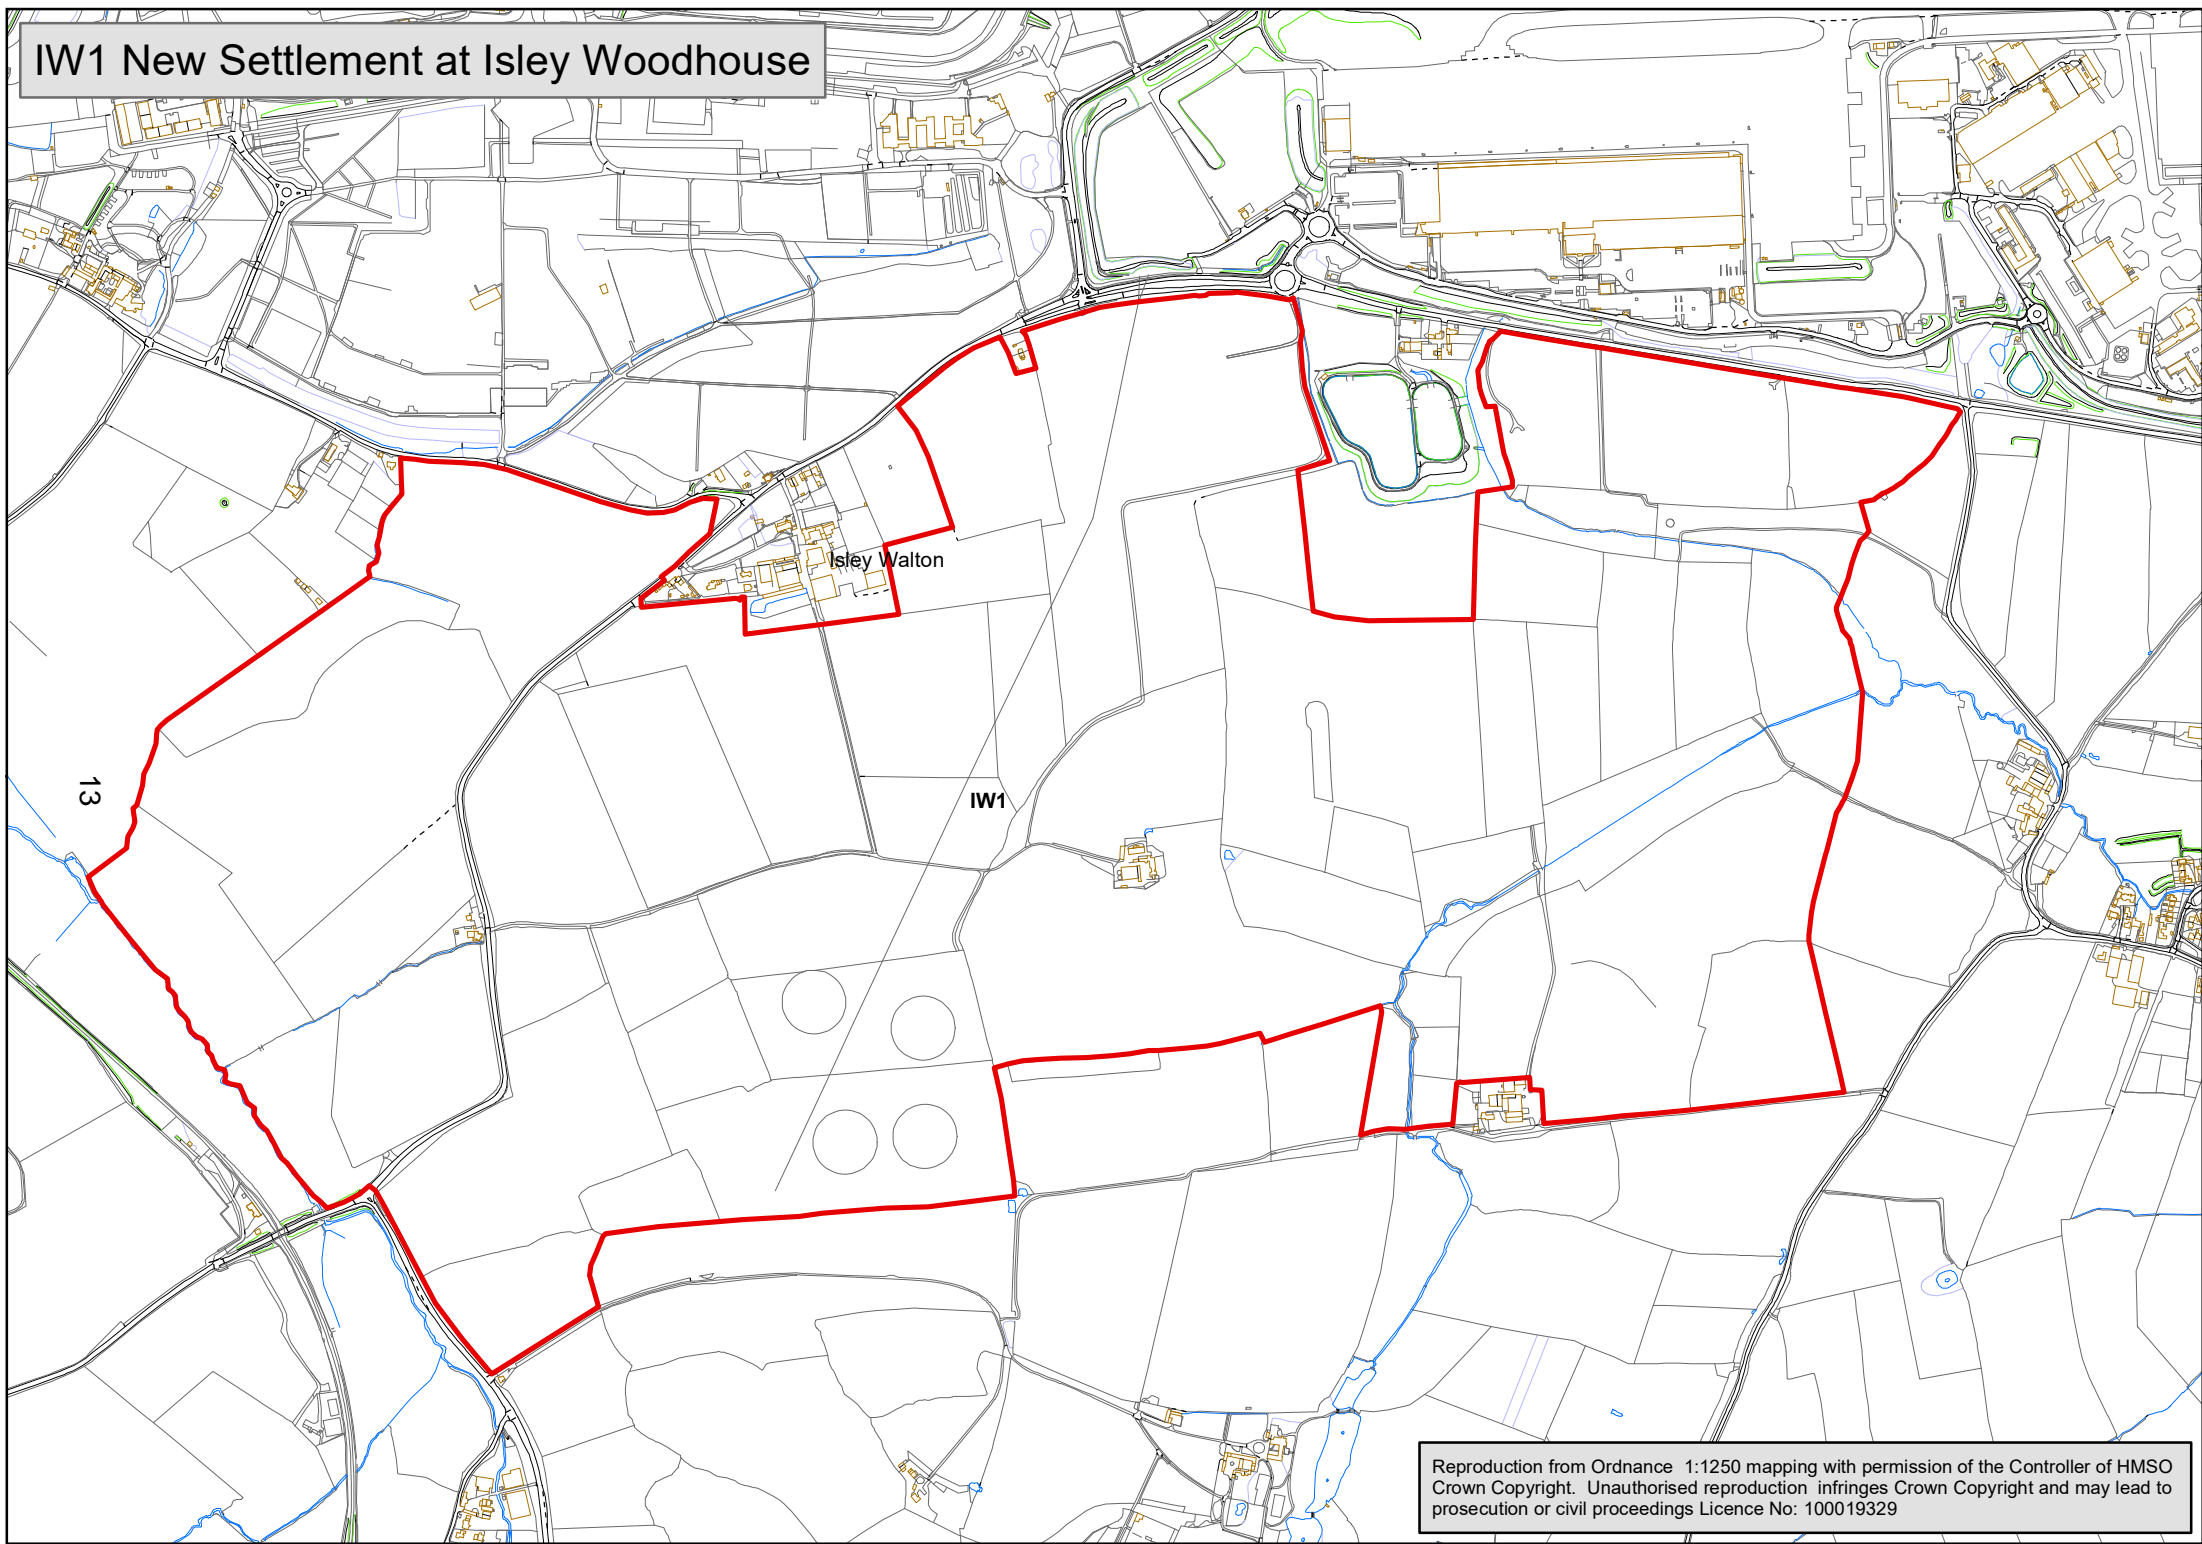 IW1 New Settlement at Isley Woodhouse
Isley Walton
13
IW1
Reproduction from Ordnance 1:1250 mapping with permission of the Controller of HMSO
Crown Copyright. Unauthorised reproduction infringes Crown Copyright and may lead to
prosecution or civil proceedings Licence No: 100019329